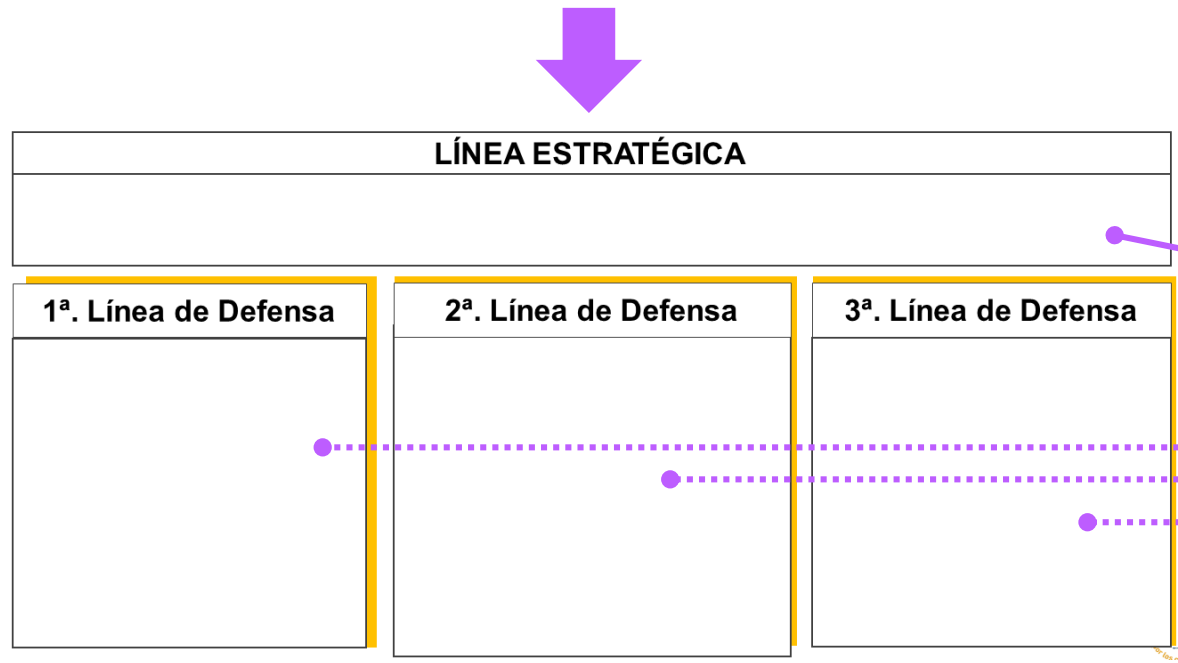 LÍNEA ESTRATÉGICA
1ª. Línea de Defensa
2ª. Línea de Defensa
3ª. Línea de Defensa